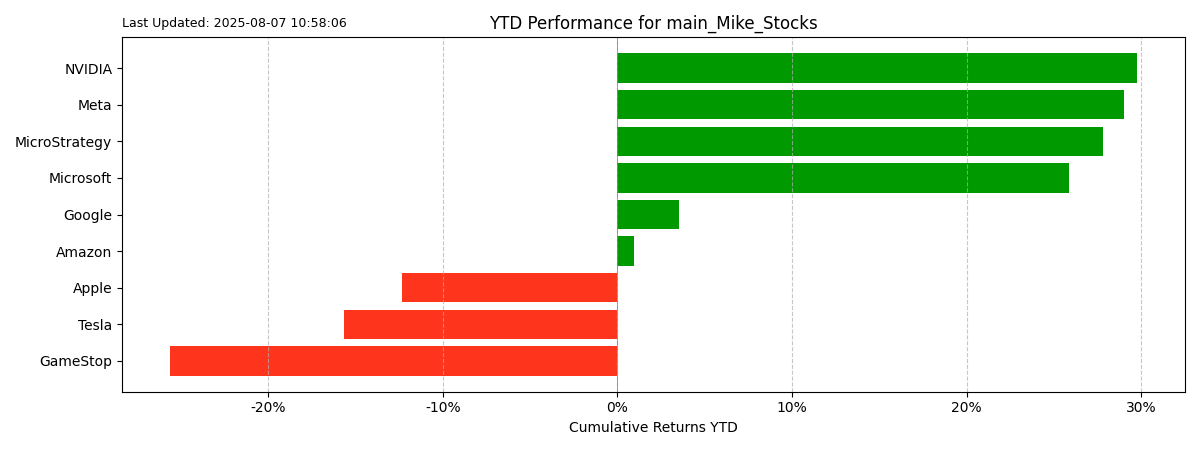 Last Updated: 2025-08-07 10:58:06
YTD Performance for main_Mike_Stocks
NVIDIA
Meta
MicroStrategy
Microsoft
Google
Amazon
Apple
Tesla
GameStop
-20% -10% 0% 10% 20% 30%
Cumulative Returns YTD